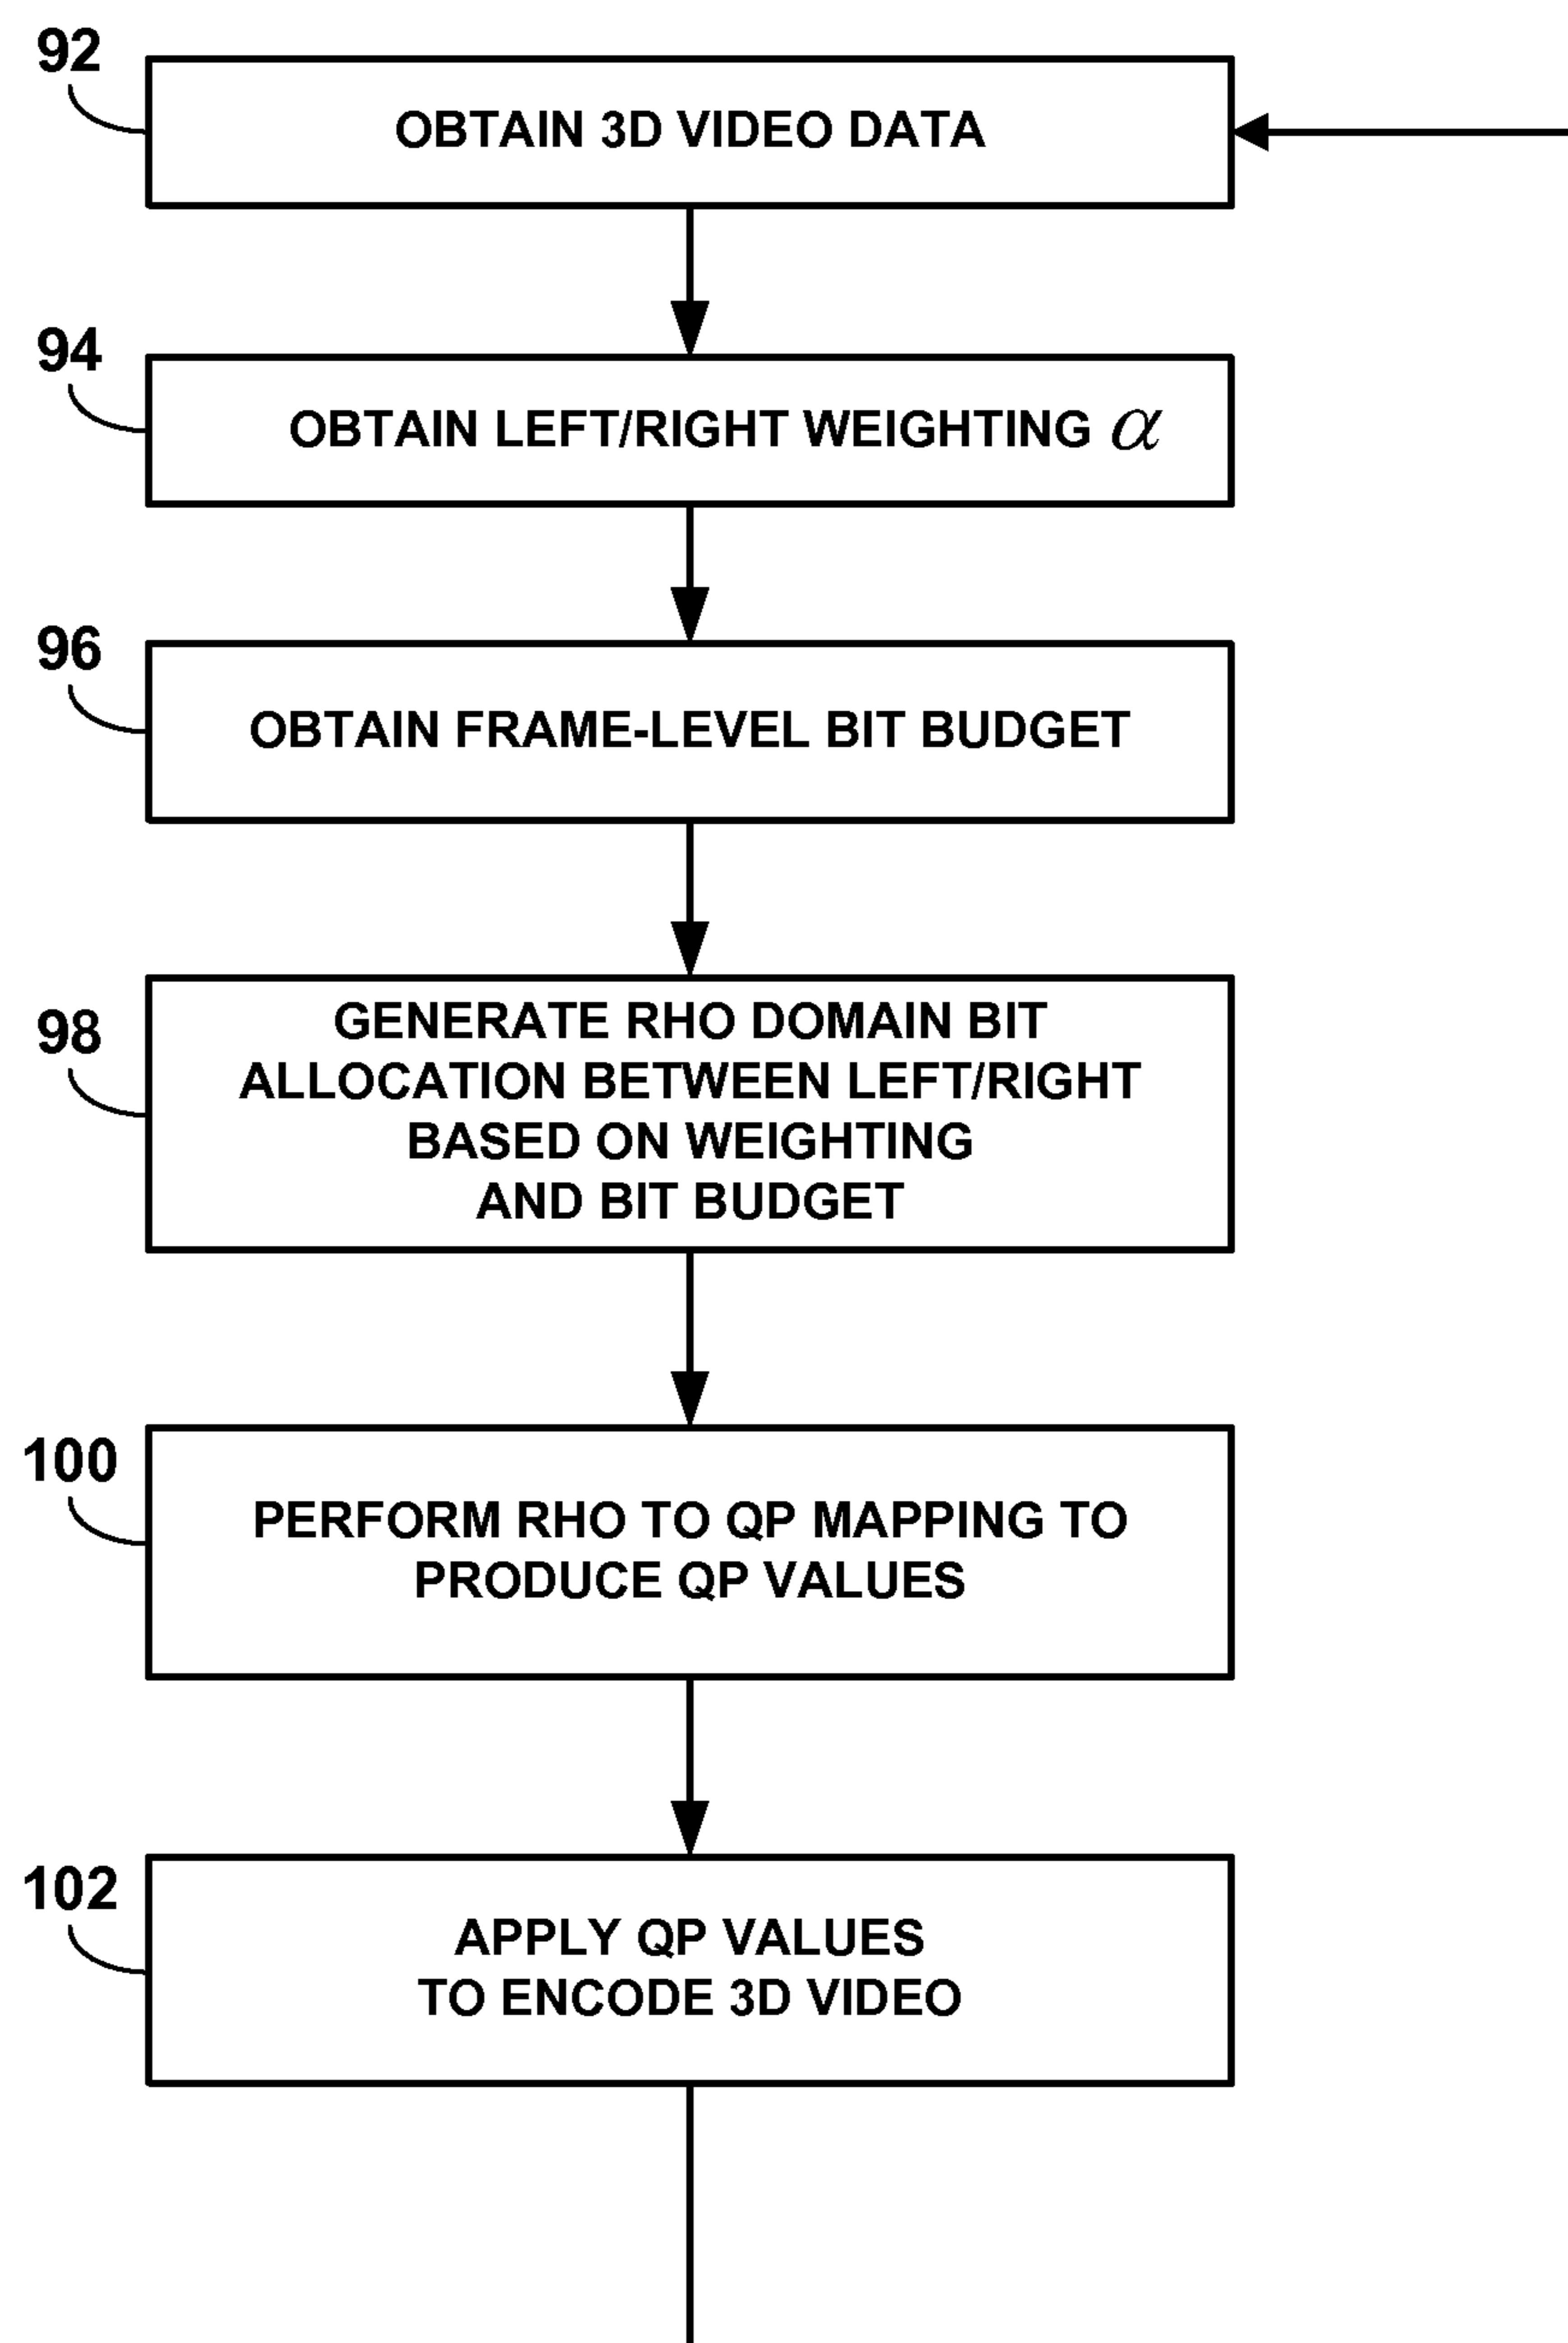 92
OBTAIN 3D VIDEO DATA
94
OBTAIN LEFT/RIGHT WEIGHTING α
96
OBTAIN FRAME-LEVEL BIT BUDGET
98
GENERATE RHO DOMAIN BIT
ALLOCATION BETWEEN LEFT/RIGHT
BASED ON WEIGHTING
AND BIT BUDGET
100
PERFORM RHO TO QP MAPPING TO
PRODUCE QP VALUES
102
APPLY QP VALUES
TO ENCODE 3D VIDEO